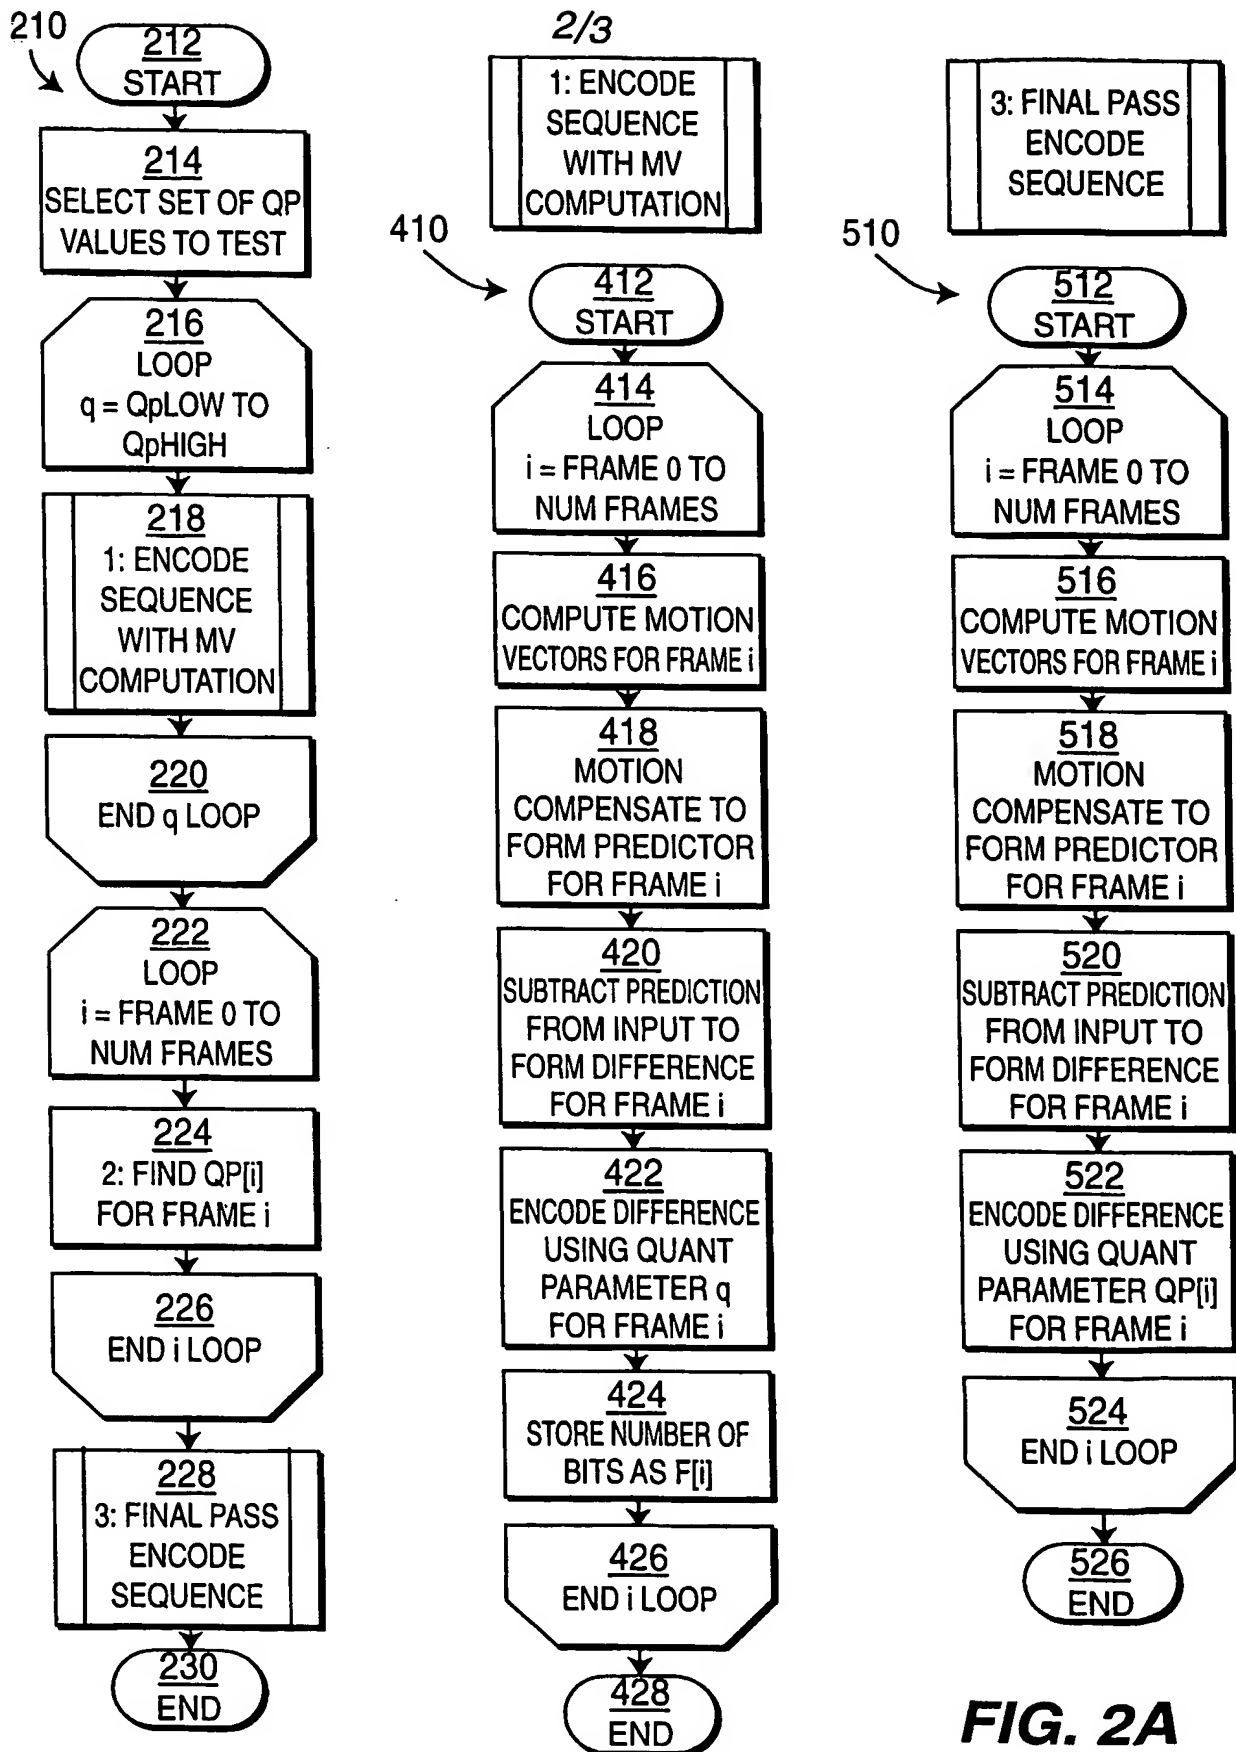 2/3
210
212
START
214
SELECT SET OF QP
VALUES TO TEST
216
LOOP
q = QpLOW TO
QpHIGH
218
1: ENCODE
SEQUENCE
WITH MV
COMPUTATION
220
END q LOOP
222
LOOP
i = FRAME 0 TO
NUM FRAMES
224
2: FIND QP[i]
FOR FRAME i
226
END i LOOP
228
3: FINAL PASS
ENCODE
SEQUENCE
230
END
1: ENCODE
SEQUENCE
WITH MV
COMPUTATION
410
412
START
414
LOOP
i = FRAME 0 TO
NUM FRAMES
416
COMPUTE MOTION
VECTORS FOR FRAME i
418
MOTION
COMPENSATE TO
FORM PREDICTOR
FOR FRAME i
420
SUBTRACT PREDICTION
FROM INPUT TO
FORM DIFFERENCE
FOR FRAME i
422
ENCODE DIFFERENCE
USING QUANT
PARAMETER q
FOR FRAME i
424
STORE NUMBER OF
BITS AS F[i]
426
END i LOOP
428
END
3: FINAL PASS
ENCODE
SEQUENCE
510
512
START
514
LOOP
i = FRAME 0 TO
NUM FRAMES
516
COMPUTE MOTION
VECTORS FOR FRAME i
518
MOTION
COMPENSATE TO
FORM PREDICTOR
FOR FRAME i
520
SUBTRACT PREDICTION
FROM INPUT TO
FORM DIFFERENCE
FOR FRAME i
522
ENCODE DIFFERENCE
USING QUANT
PARAMETER QP[i]
FOR FRAME i
524
END i LOOP
526
END
FIG. 2A